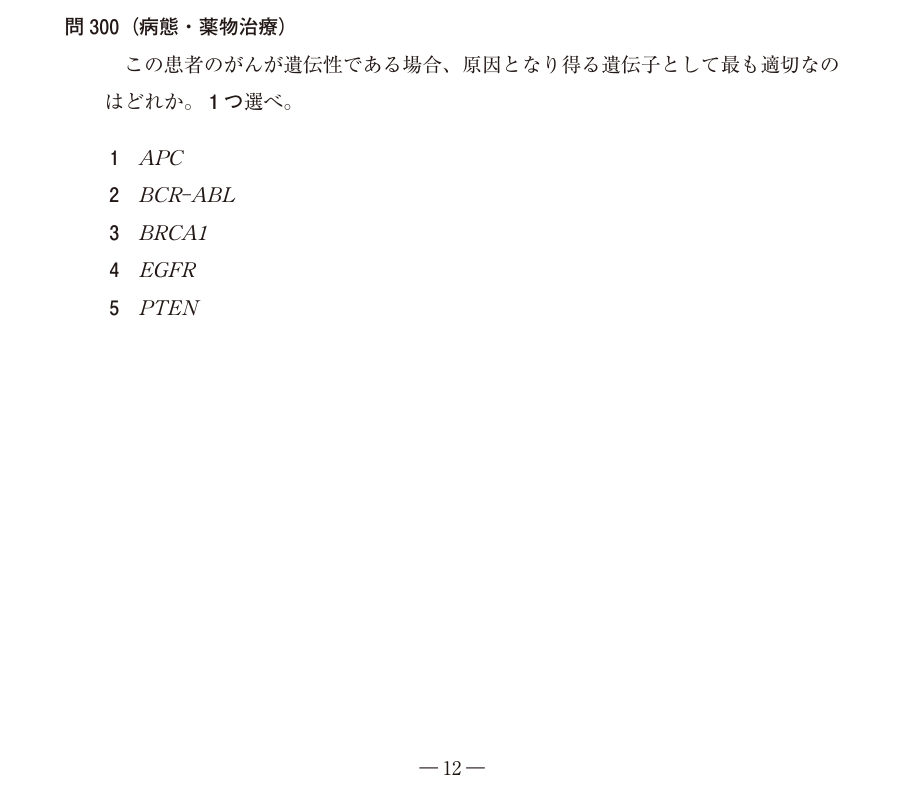 問 300（病態・薬物治療）
この患者のがんが遺伝性である場合、原因となり得る遺伝子として最も適切なの
はどれか。1つ選べ。
1 APC
2 BCR-ABL
3 BRCA1
4 EGFR
5 PTEN
— 12 —